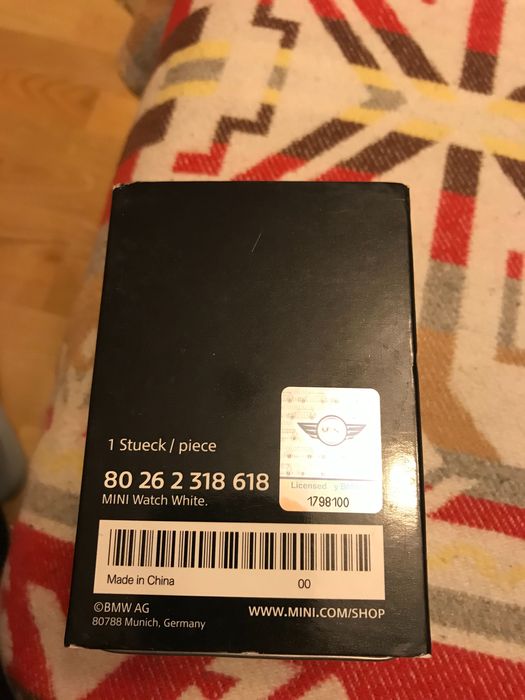 1 Stueck / piece
80 26 2 318 618
MINI Watch White.
Licensed
1798100
Made in China
00
©BMW AG
80788 Munich, Germany
WWW.MINI.COM/SHOP